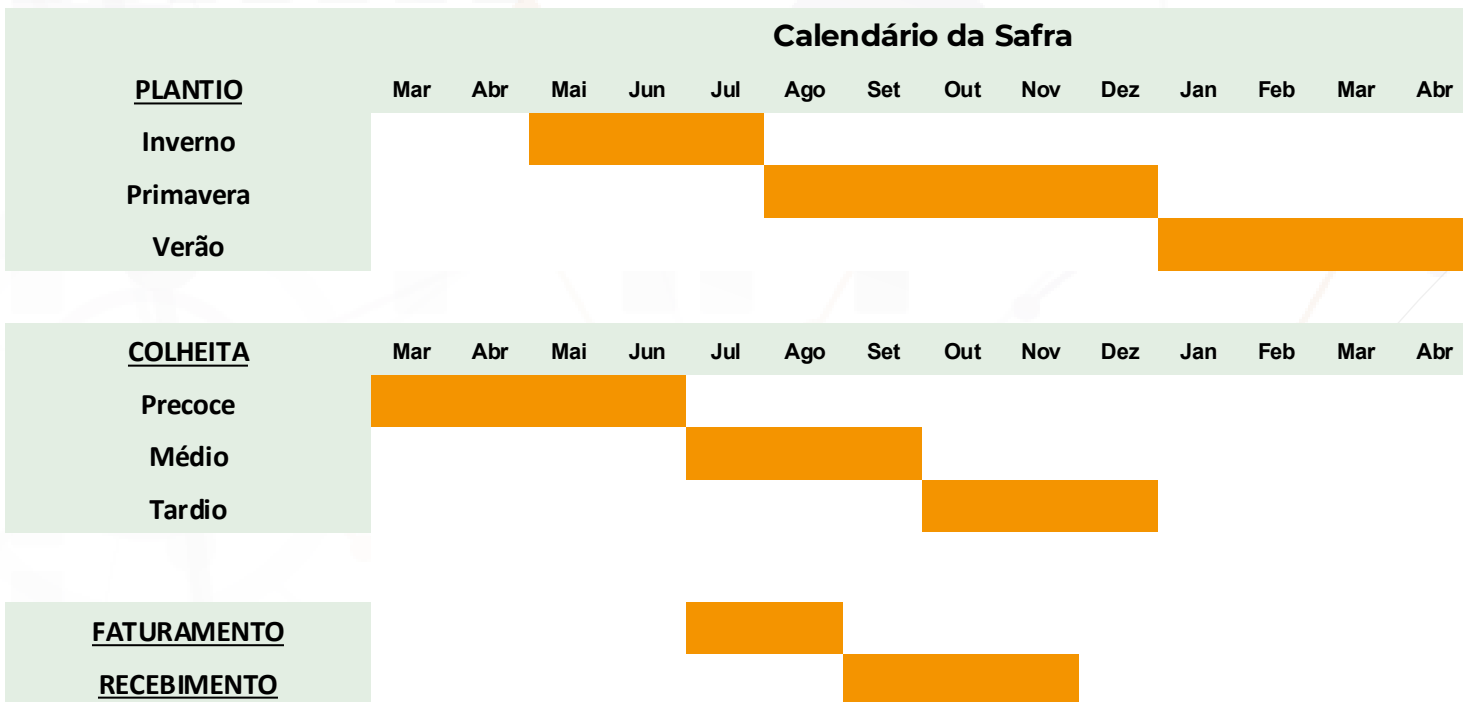 Calendário da Safra
PLANTIO Mar Abr Mai Jun Jul Ago Set Out Nov Dez Jan Feb Mar Abr
Inverno
Primavera
Verão
COLHEITA Mar Abr Mai Jun Jul Ago Set Out Nov Dez Jan Feb Mar Abr
Precoce
Médio
Tardio
FATURAMENTO
RECEBIMENTO